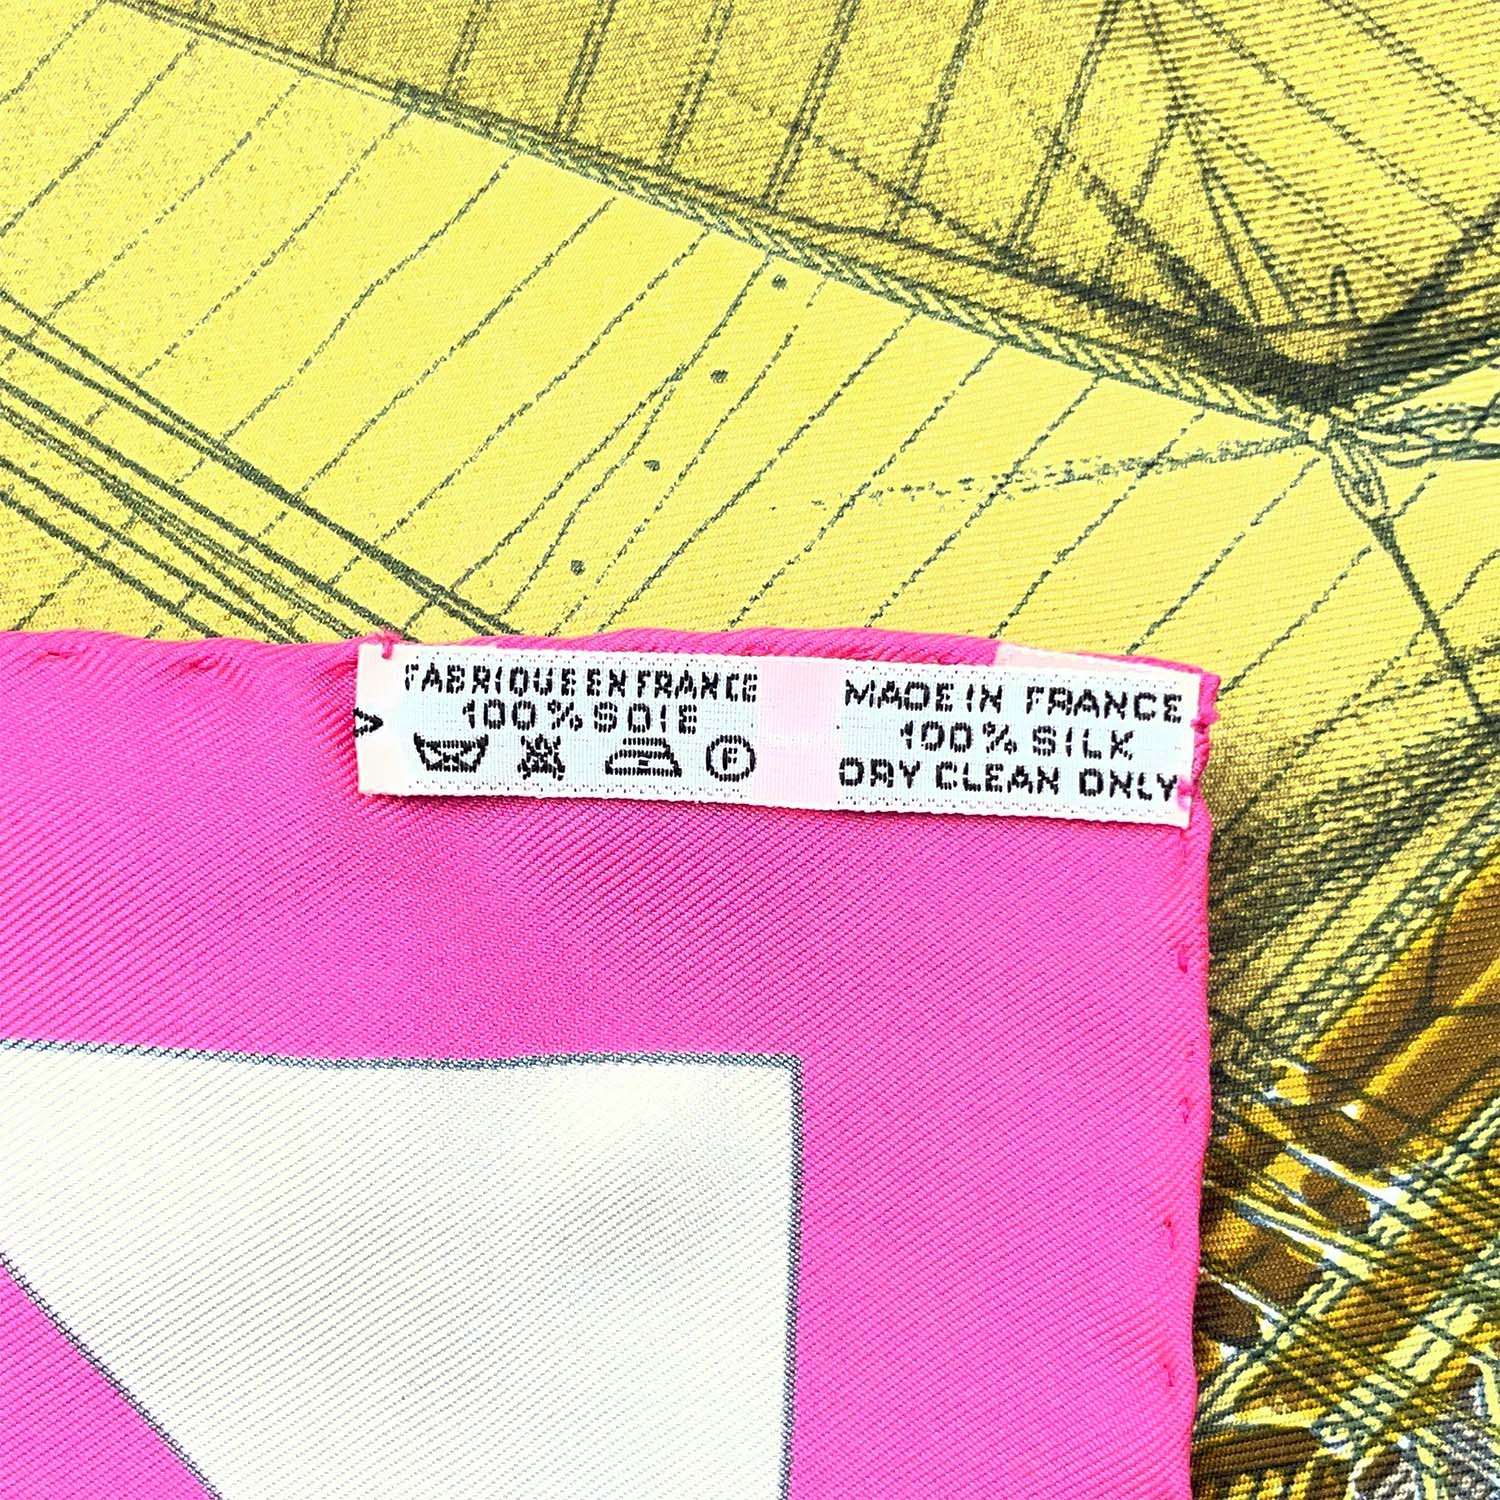 FABRIQUE EN FRANCE
100% SOIE
F
MADE IN FRANCE
100% SILK
DRY CLEAN ONLY